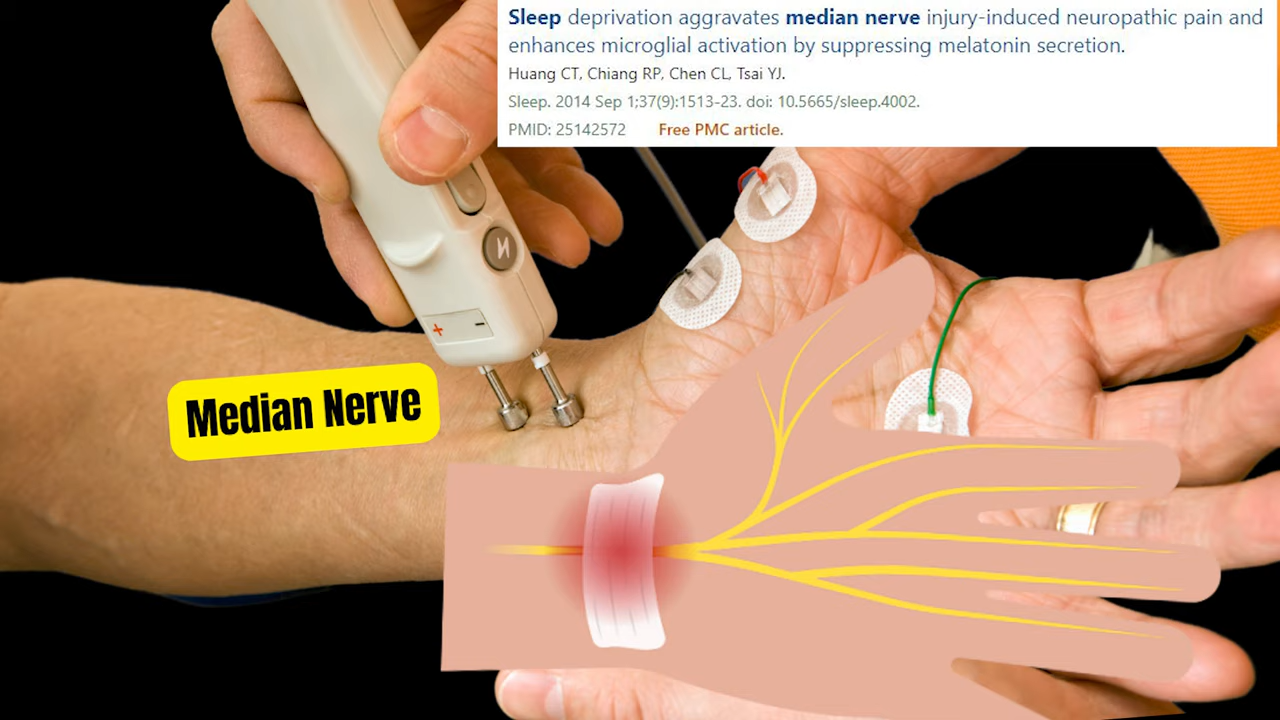 Sleep deprivation aggravates median nerve injury-induced neuropathic pain and
enhances microglial activation by suppressing melatonin secretion.
Huang CT, Chiang RP, Chen CL, Tsai YJ.
Sleep. 2014 Sep 1;37(9):1513-23. doi: 10.5665/sleep.4002.
PMID: 25142572 Free PMC article.
+ -
Median Nerve